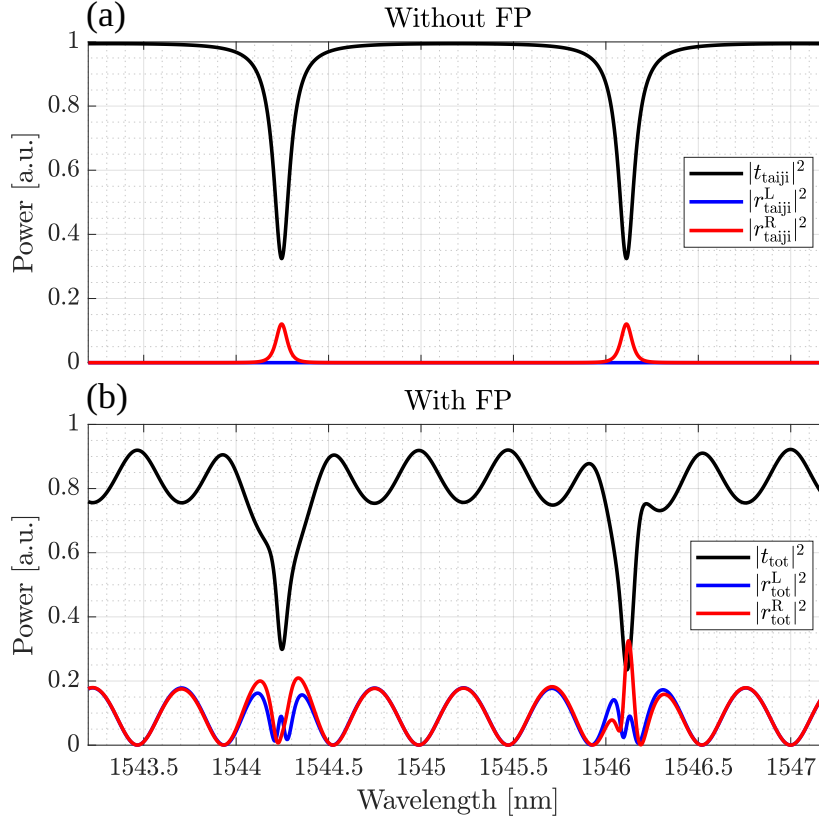 (a) Without FP
1
0.8
0.6
0.4
0.2
0
Power [a.u.]
|t_taiji|^2
|r^L_taiji|^2
|r^R_taiji|^2
(b) With FP
1
0.8
0.6
0.4
0.2
0
Power [a.u.]
|t_tot|^2
|r^L_tot|^2
|r^R_tot|^2
1543.5 1544 1544.5 1545 1545.5 1546 1546.5 1547
Wavelength [nm]